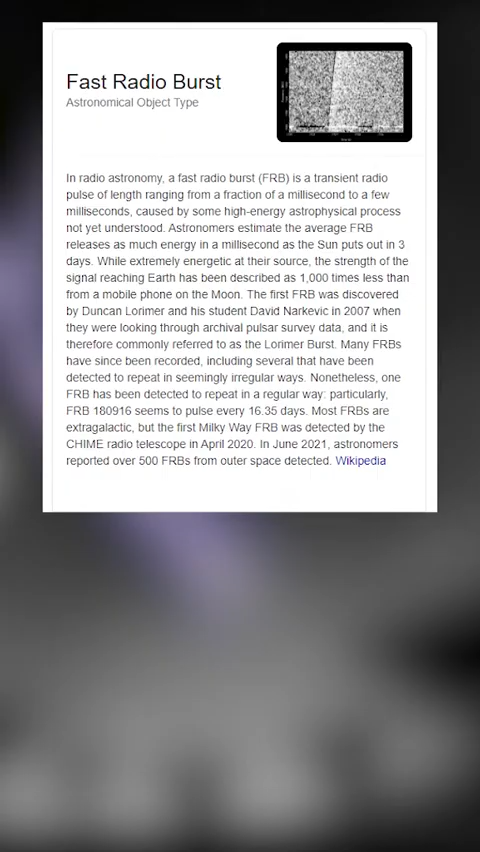 Fast Radio Burst
Astronomical Object Type
In radio astronomy, a fast radio burst (FRB) is a transient radio
pulse of length ranging from a fraction of a millisecond to a few
milliseconds, caused by some high-energy astrophysical process
not yet understood. Astronomers estimate the average FRB
releases as much energy in a millisecond as the Sun puts out in 3
days. While extremely energetic at their source, the strength of the
signal reaching Earth has been described as 1,000 times less than
from a mobile phone on the Moon. The first FRB was discovered
by Duncan Lorimer and his student David Narkevic in 2007 when
they were looking through archival pulsar survey data, and it is
therefore commonly referred to as the Lorimer Burst. Many FRBs
have since been recorded, including several that have been
detected to repeat in seemingly irregular ways. Nonetheless, one
FRB has been detected to repeat in a regular way: particularly,
FRB 180916 seems to pulse every 16.35 days. Most FRBs are
extragalactic, but the first Milky Way FRB was detected by the
CHIME radio telescope in April 2020. In June 2021, astronomers
reported over 500 FRBs from outer space detected. Wikipedia